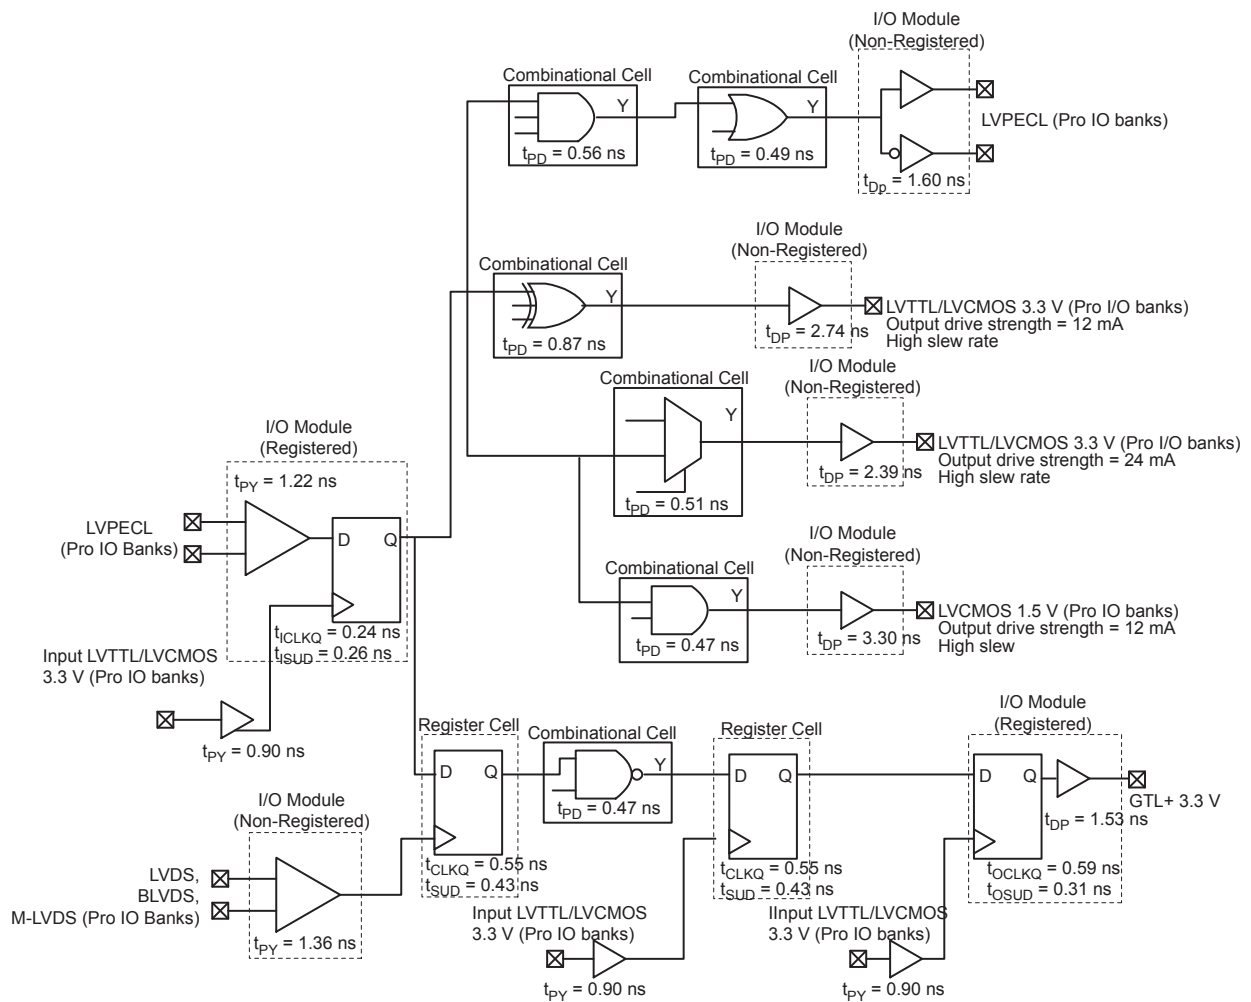 I/O Module
(Non-Registered)
Combinational Cell
Combinational Cell
Y
Y
LVPECL (Pro IO banks)
tPD = 0.56 ns
tPD = 0.49 ns
tDp = 1.60 ns
I/O Module
(Non-Registered)
Combinational Cell
Y
LVTTL/LVCMOS 3.3 V (Pro I/O banks)
Output drive strength = 12 mA
High slew rate
tDP = 2.74 ns
tPD = 0.87 ns
I/O Module
(Non-Registered)
Combinational Cell
Y
LVTTL/LVCMOS 3.3 V (Pro I/O banks)
Output drive strength = 24 mA
High slew rate
tDP = 2.39 ns
tPD = 0.51 ns
I/O Module
(Registered)
tPY = 1.22 ns
LVPECL
(Pro IO Banks)
D
Q
I/O Module
(Non-Registered)
Combinational Cell
Y
LVCMOS 1.5 V (Pro IO banks)
Output drive strength = 12 mA
High slew
tDP = 3.30 ns
tPD = 0.47 ns
tICLKQ = 0.24 ns
tISUD = 0.26 ns
Input LVTTL/LVCMOS
3.3 V (Pro IO banks)
tPY = 0.90 ns
Register Cell
Combinational Cell
Register Cell
I/O Module
(Registered)
D
Q
Y
D
Q
D
Q
GTL+ 3.3 V
tPD = 0.47 ns
tDP = 1.53 ns
I/O Module
(Non-Registered)
tCLKQ = 0.55 ns
tSUD = 0.43 ns
tCLKQ = 0.55 ns
tSUD = 0.43 ns
tOCLKQ = 0.59 ns
tOSUD = 0.31 ns
LVDS,
BLVDS,
M-LVDS (Pro IO Banks)
tPY = 1.36 ns
Input LVTTL/LVCMOS
3.3 V (Pro IO banks)
tPY = 0.90 ns
IInput LVTTL/LVCMOS
3.3 V (Pro IO banks)
tPY = 0.90 ns